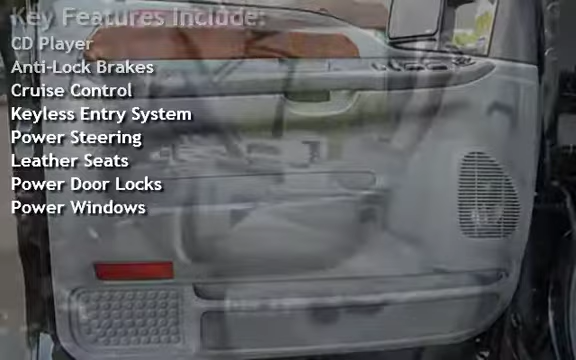 Key Features Include:
CD Player
Anti-Lock Brakes
Cruise Control
Keyless Entry System
Power Steering
Leather Seats
Power Door Locks
Power Windows